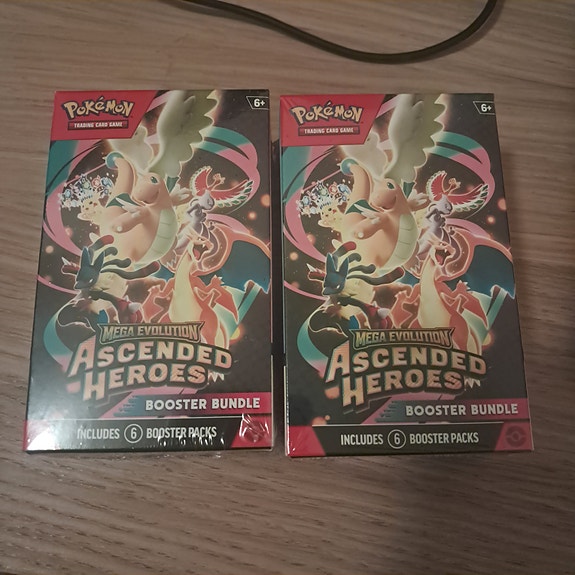 Pokémon
TRADING CARD GAME
6+
MEGA EVOLUTION
ASCENDED
HEROES
BOOSTER BUNDLE
INCLUDES 6 BOOSTER PACKS
Pokémon
TRADING CARD GAME
6+
MEGA EVOLUTION
ASCENDED
HEROES
BOOSTER BUNDLE
INCLUDES 6 BOOSTER PACKS